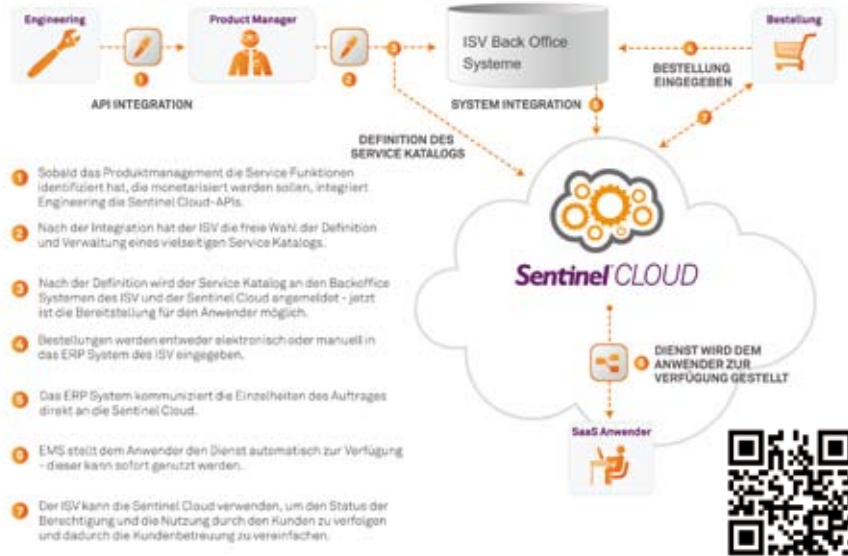 Engineering
Product Manager
ISV Back Office
Systeme
Bestellung
1
2
3
4
BESTELLUNG
EINGEGEBEN
API INTEGRATION
SYSTEM INTEGRATION
5
7
DEFINITION DES
SERVICE KATALOGS
1 Sobald das Produktmanagement die Service Funktionen
identifiziert hat, die monetarisiert werden sollen, integriert
Engineering die Sentinel Cloud-APIs.
2 Nach der Integration hat der ISV die freie Wahl der Definition
und Verwaltung eines vielseitigen Service Katalogs.
3 Nach der Definition wird der Service Katalog an den Backoffice
Systemen des ISV und der Sentinel Cloud angemeldet - jetzt
ist die Bereitstellung für den Anwender möglich.
4 Bestellungen werden entweder elektronisch oder manuell in
das ERP System des ISV eingegeben.
5 Das ERP System kommuniziert die Einzelheiten des Auftrages
direkt an die Sentinel Cloud.
6 EMS stellt dem Anwender den Dienst automatisch zur Verfügung
- dieser kann sofort genutzt werden.
7 Der ISV kann die Sentinel Cloud verwenden, um den Status der
Berechtigung und die Nutzung durch den Kunden zu verfolgen
und dadurch die Kundenbetreuung zu vereinfachen.
Sentinel CLOUD
6 DIENST WIRD DEM
ANWENDER ZUR
VERFÜGUNG GESTELLT
SaaS Anwender